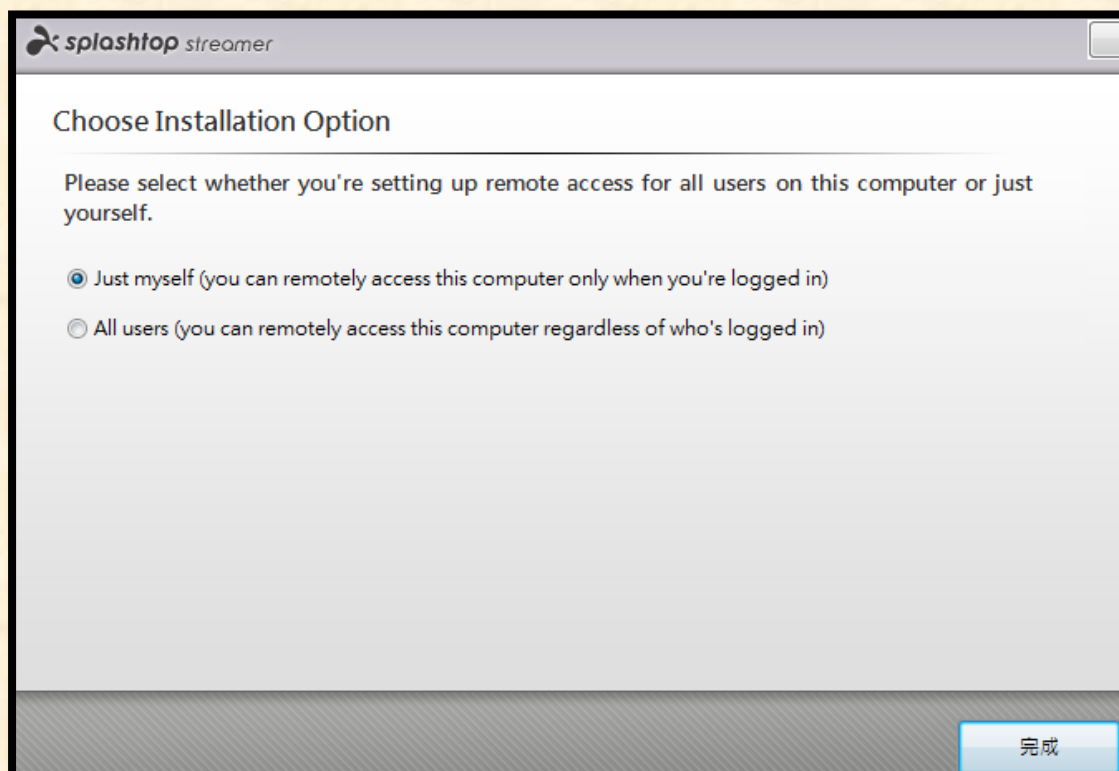 splashtop streamer
Choose Installation Option
Please select whether you're setting up remote access for all users on this computer or just
yourself.
Just myself (you can remotely access this computer only when you're logged in)
All users (you can remotely access this computer regardless of who's logged in)
完成